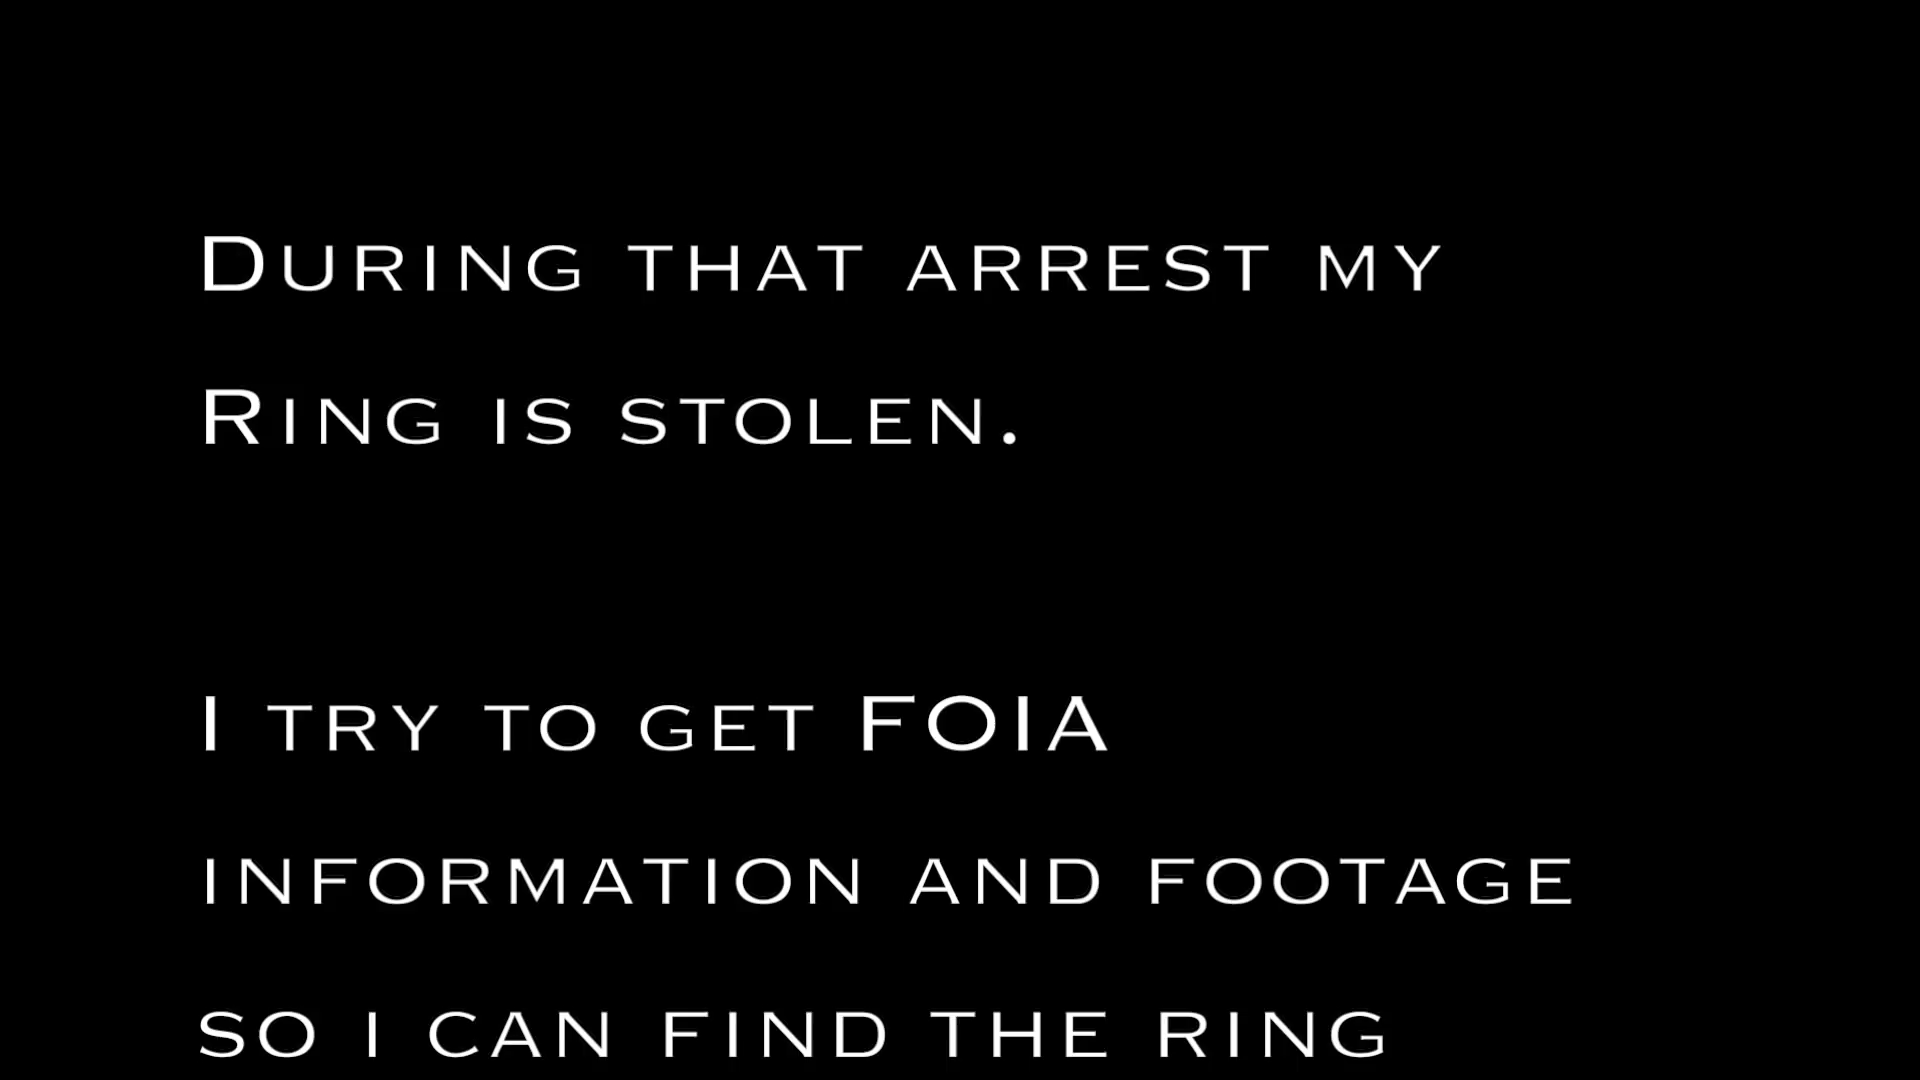 During that arrest my
Ring is stolen.
I try to get FOIA
information and footage
so i can find the ring